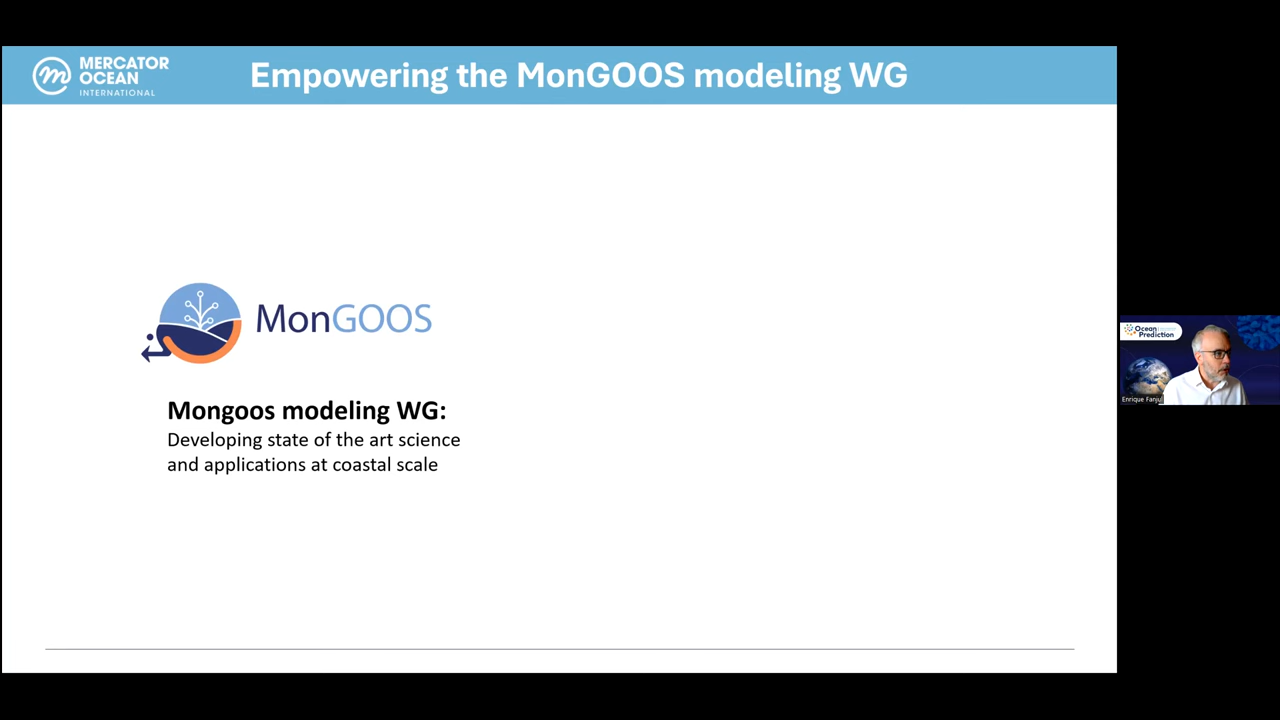 MERCATOR
OCEAN
INTERNATIONAL
Empowering the MonGOOS modeling WG
MonGOOS
Mongoos modeling WG:
Developing state of the art science
and applications at coastal scale
Ocean
Prediction
Enrique Fanjul